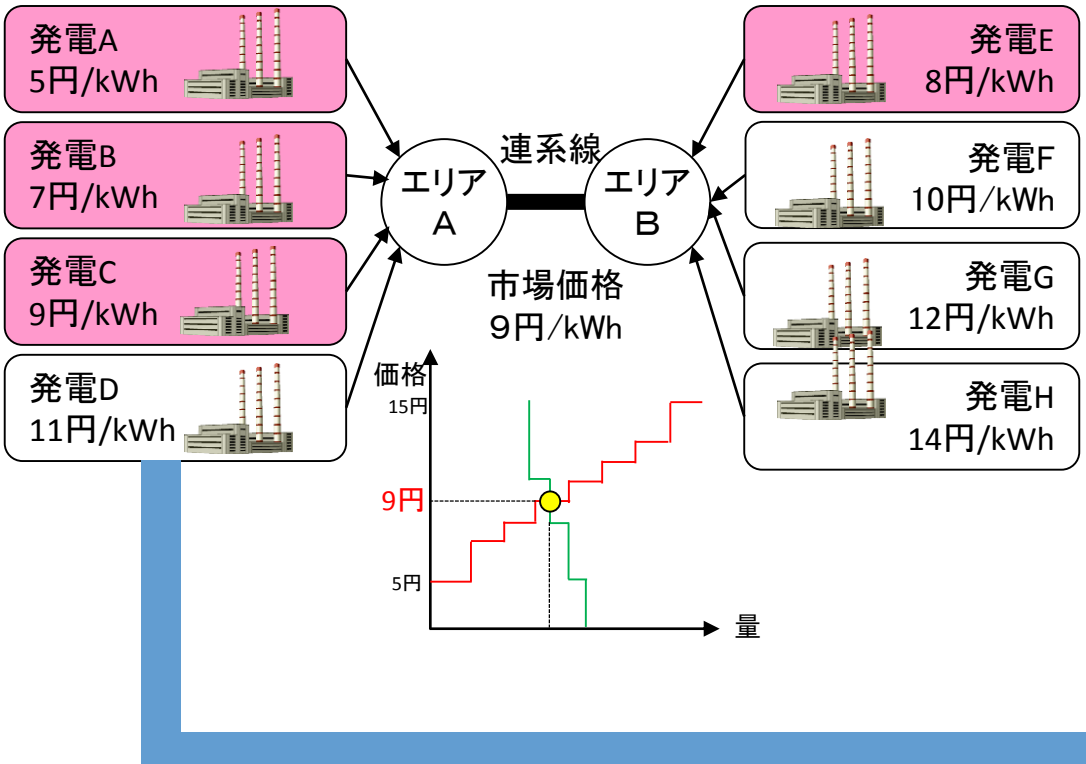 発電A
5円/kWh
発電B
7円/kWh
発電C
9円/kWh
発電D
11円/kWh
エリア
A
連系線
エリア
B
市場価格
９円/kWh
発電E
8円/kWh
発電F
10円/kWh
発電G
12円/kWh
発電H
14円/kWh
価格
15円
9円
5円
量